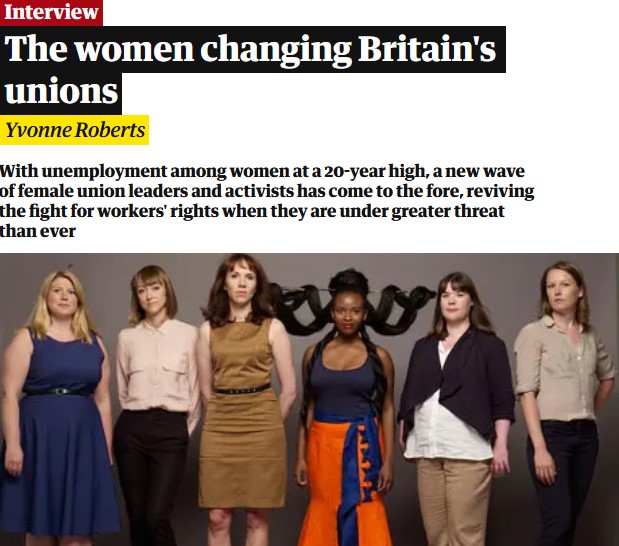 Interview
The women changing Britain's
unions
Yvonne Roberts
With unemployment among women at a 20-year high, a new wave
of female union leaders and activists has come to the fore, reviving
the fight for workers' rights when they are under greater threat
than ever